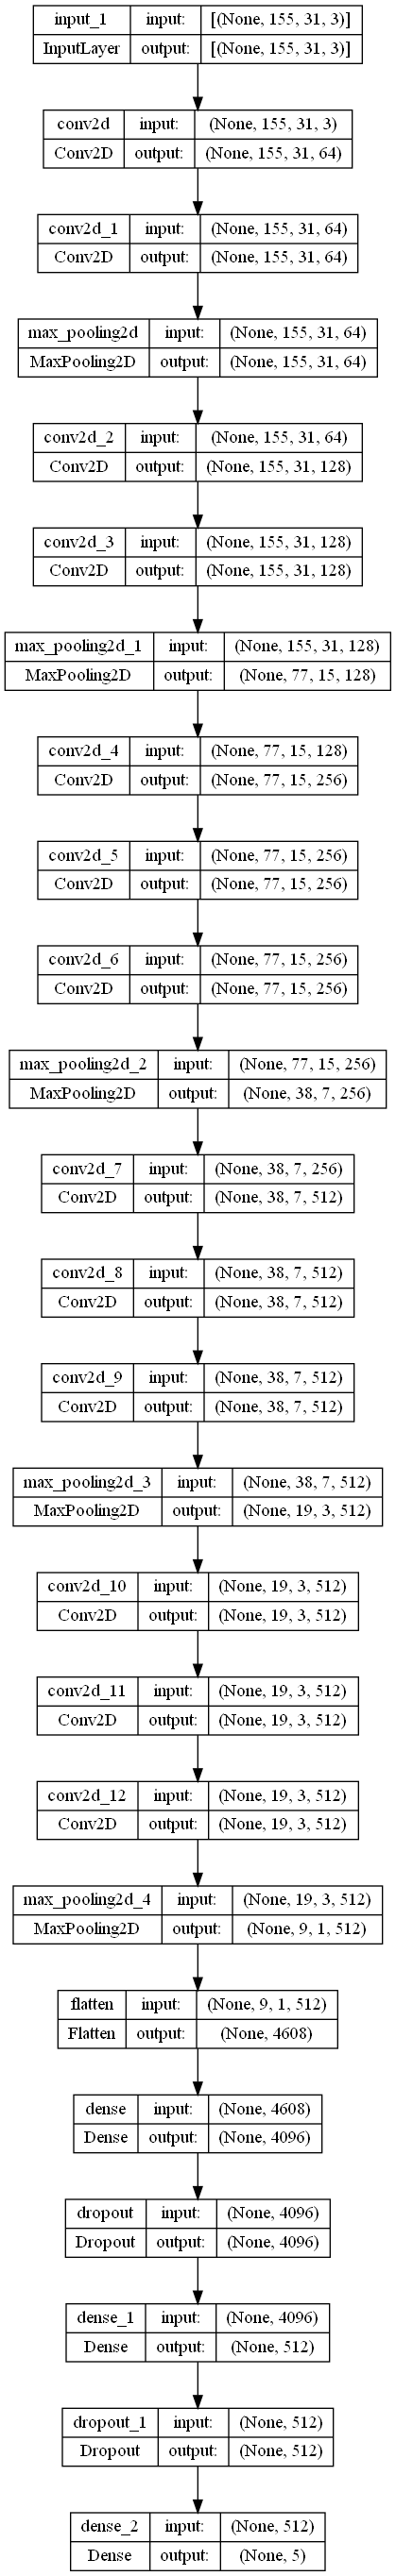 input_1 input: [(None, 155, 31, 3)]
InputLayer output: [(None, 155, 31, 3)]
conv2d input: (None, 155, 31, 3)
Conv2D output: (None, 155, 31, 64)
conv2d_1 input: (None, 155, 31, 64)
Conv2D output: (None, 155, 31, 64)
max_pooling2d input: (None, 155, 31, 64)
MaxPooling2D output: (None, 155, 31, 64)
conv2d_2 input: (None, 155, 31, 64)
Conv2D output: (None, 155, 31, 128)
conv2d_3 input: (None, 155, 31, 128)
Conv2D output: (None, 155, 31, 128)
max_pooling2d_1 input: (None, 155, 31, 128)
MaxPooling2D output: (None, 77, 15, 128)
conv2d_4 input: (None, 77, 15, 128)
Conv2D output: (None, 77, 15, 256)
conv2d_5 input: (None, 77, 15, 256)
Conv2D output: (None, 77, 15, 256)
conv2d_6 input: (None, 77, 15, 256)
Conv2D output: (None, 77, 15, 256)
max_pooling2d_2 input: (None, 77, 15, 256)
MaxPooling2D output: (None, 38, 7, 256)
conv2d_7 input: (None, 38, 7, 256)
Conv2D output: (None, 38, 7, 512)
conv2d_8 input: (None, 38, 7, 512)
Conv2D output: (None, 38, 7, 512)
conv2d_9 input: (None, 38, 7, 512)
Conv2D output: (None, 38, 7, 512)
max_pooling2d_3 input: (None, 38, 7, 512)
MaxPooling2D output: (None, 19, 3, 512)
conv2d_10 input: (None, 19, 3, 512)
Conv2D output: (None, 19, 3, 512)
conv2d_11 input: (None, 19, 3, 512)
Conv2D output: (None, 19, 3, 512)
conv2d_12 input: (None, 19, 3, 512)
Conv2D output: (None, 19, 3, 512)
max_pooling2d_4 input: (None, 19, 3, 512)
MaxPooling2D output: (None, 9, 1, 512)
flatten input: (None, 9, 1, 512)
Flatten output: (None, 4608)
dense input: (None, 4608)
Dense output: (None, 4096)
dropout input: (None, 4096)
Dropout output: (None, 4096)
dense_1 input: (None, 4096)
Dense output: (None, 512)
dropout_1 input: (None, 512)
Dropout output: (None, 512)
dense_2 input: (None, 512)
Dense output: (None, 5)